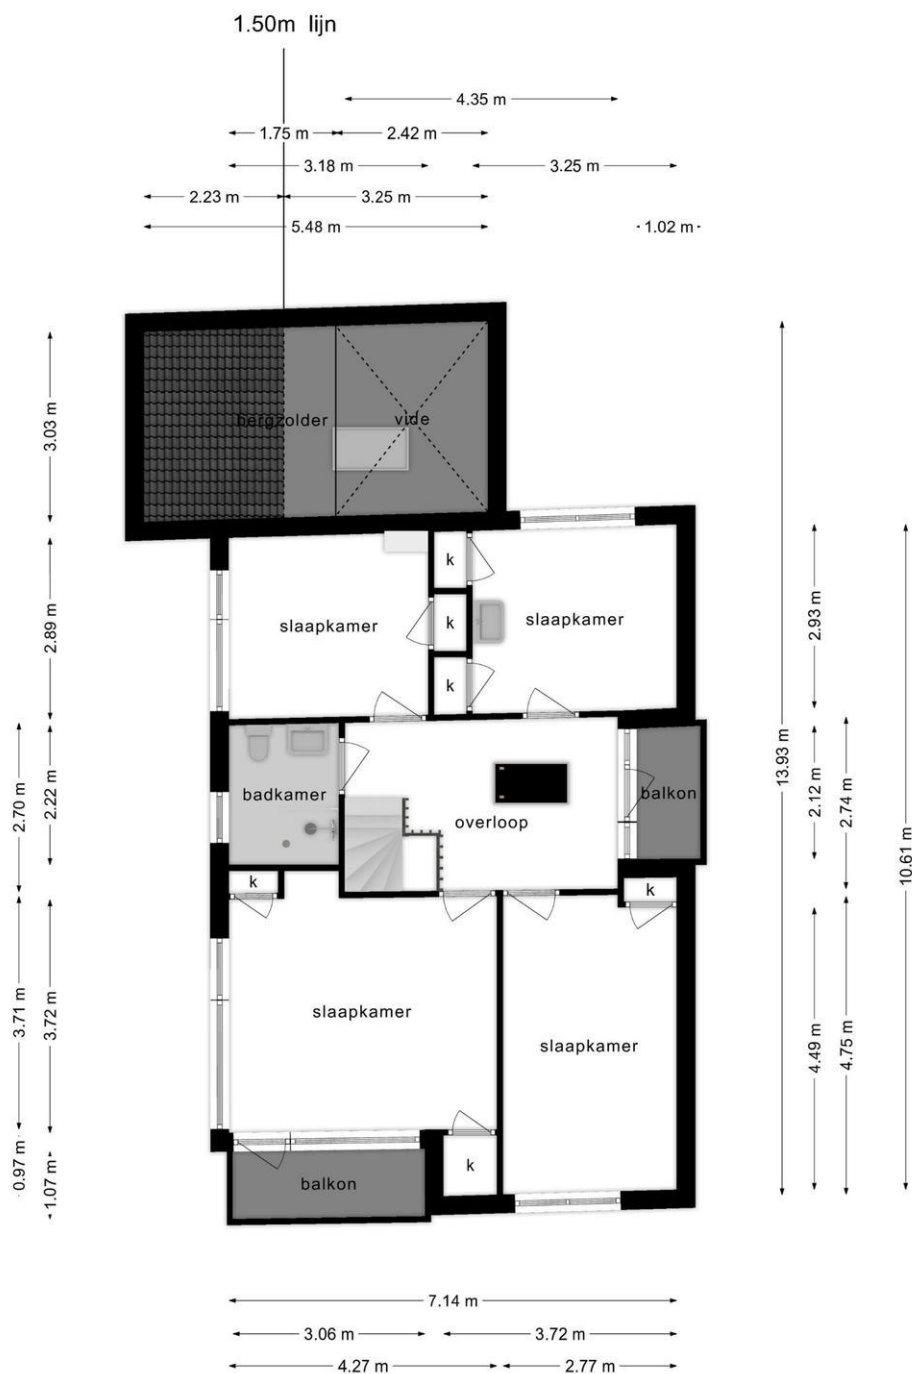 1.50m lijn
4.35 m
1.75 m
2.42 m
3.18 m
3.25 m
2.23 m
3.25 m
5.48 m
1.02 m
3.03 m
bergzolder
vide
k
slaapkamer
k
slaapkamer
k
2.89 m
2.93 m
13.93 m
2.70 m
2.22 m
badkamer
overloop
balkon
2.12 m
2.74 m
10.61 m
k
k
3.71 m
3.72 m
slaapkamer
slaapkamer
4.49 m
4.75 m
0.97 m
1.07 m
k
balkon
7.14 m
3.06 m
3.72 m
4.27 m
2.77 m